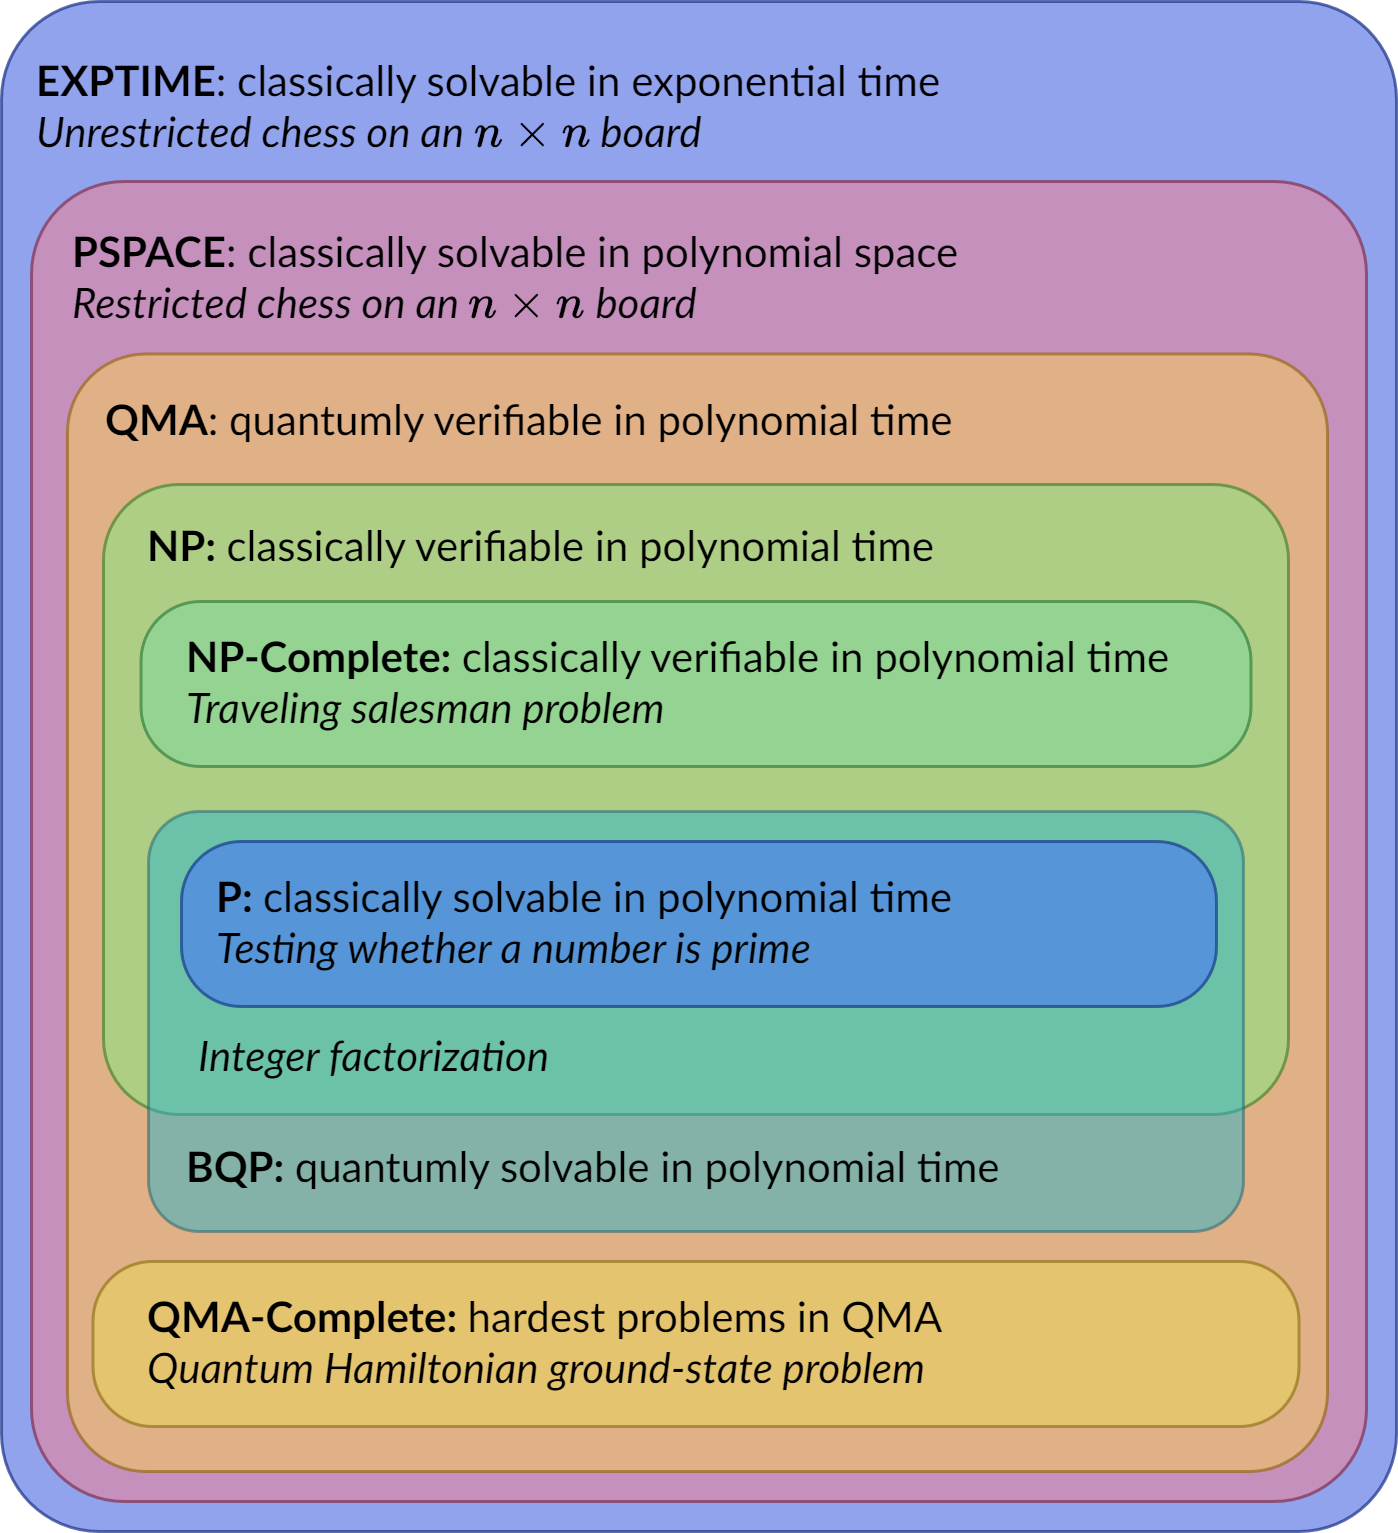 EXPTIME: classically solvable in exponential time
Unrestricted chess on an n × n board
PSPACE: classically solvable in polynomial space
Restricted chess on an n × n board
QMA: quantumly verifiable in polynomial time
NP: classically verifiable in polynomial time
NP-Complete: classically verifiable in polynomial time
Traveling salesman problem
P: classically solvable in polynomial time
Testing whether a number is prime
Integer factorization
BQP: quantumly solvable in polynomial time
QMA-Complete: hardest problems in QMA
Quantum Hamiltonian ground-state problem